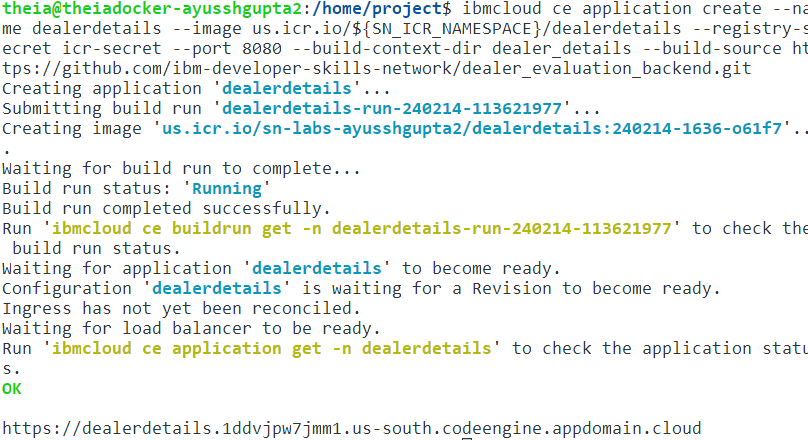 theia@theiadocker-ayusshgupta2:/home/project$ ibmcloud ce application create --na
me dealerdetails --image us.icr.io/${SN_ICR_NAMESPACE}/dealerdetails --registry-s
ecret icr-secret --port 8080 --build-context-dir dealer_details --build-source ht
tps://github.com/ibm-developer-skills-network/dealer_evaluation_backend.git
Creating application 'dealerdetails'...
Submitting build run 'dealerdetails-run-240214-113621977'...
Creating image 'us.icr.io/sn-labs-ayusshgupta2/dealerdetails:240214-1636-o61f7'..
.
Waiting for build run to complete...
Build run status: 'Running'
Build run completed successfully.
Run 'ibmcloud ce buildrun get -n dealerdetails-run-240214-113621977' to check the
 build run status.
Waiting for application 'dealerdetails' to become ready.
Configuration 'dealerdetails' is waiting for a Revision to become ready.
Ingress has not yet been reconciled.
Waiting for load balancer to be ready.
Run 'ibmcloud ce application get -n dealerdetails' to check the application statu
s.
OK
https://dealerdetails.1ddvjpw7jmm1.us-south.codeengine.appdomain.cloud